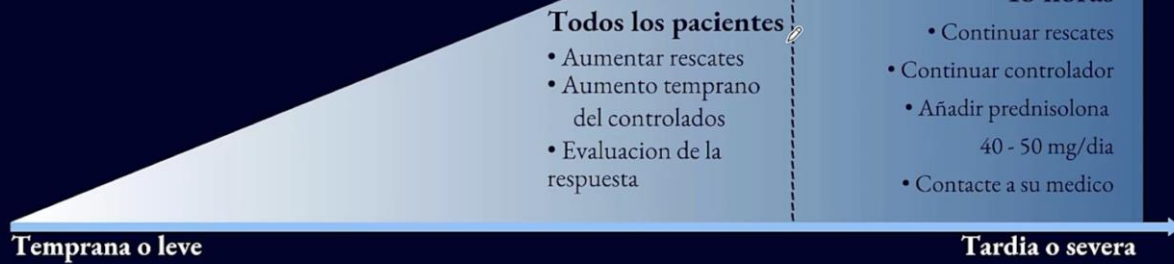 Todos los pacientes
• Aumentar rescates
• Aumento temprano
del controlados
• Evaluacion de la
respuesta
• Continuar rescates
• Continuar controlador
• Añadir prednisolona
40 - 50 mg/dia
• Contacte a su medico
Temprana o leve
Tardia o severa